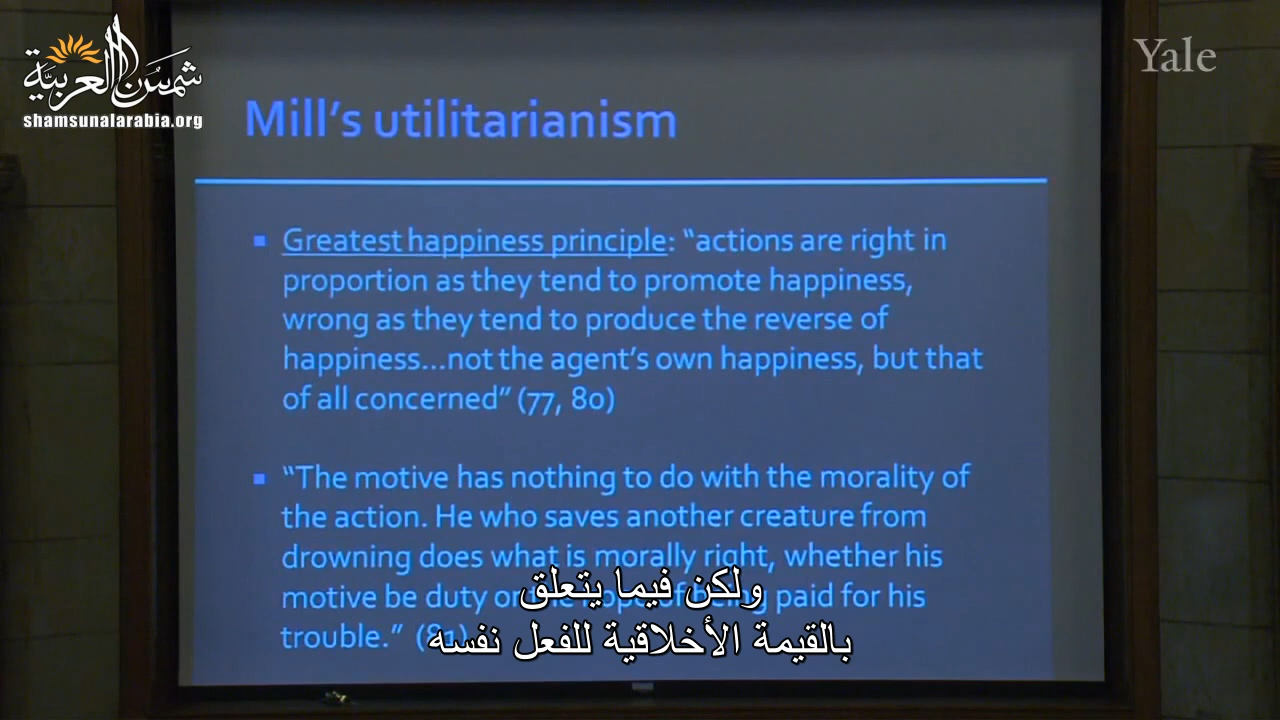 شمس العربية
shamsunalarabia.org
Yale
Mill's utilitarianism
Greatest happiness principle: “actions are right in
proportion as they tend to promote happiness,
wrong as they tend to produce the reverse of
happiness...not the agent's own happiness, but that
of all concerned” (77, 80)
“The motive has nothing to do with the morality of
the action. He who saves another creature from
drowning does what is morally right, whether his
motive be duty or the hope of being paid for his
trouble.” (81)
ولكن فيما يتعلق
بالقيمة الأخلاقية للفعل نفسه